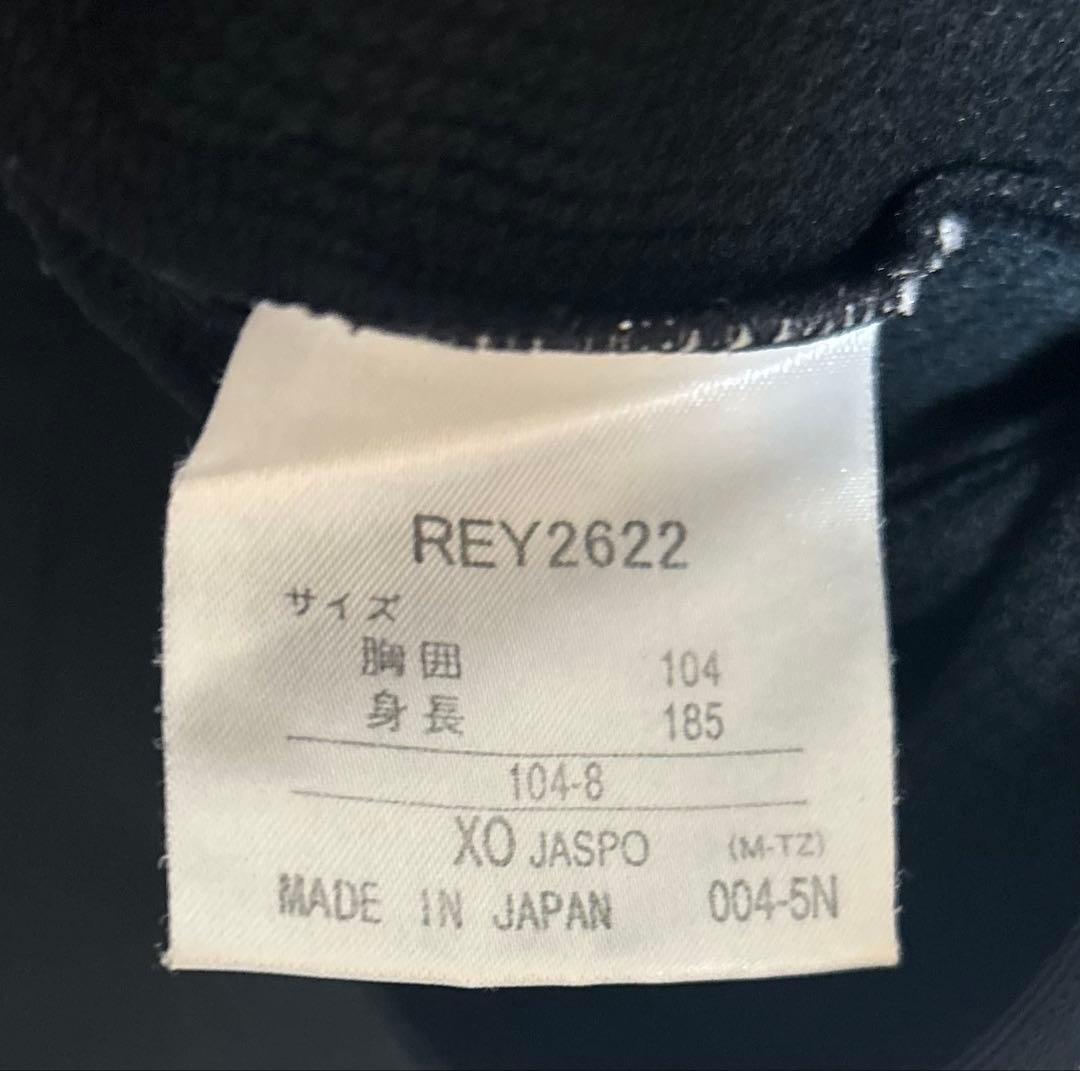 REY2622
サイズ
胸囲 104
身長 185
104-8
XO JASPO (M-TZ)
MADE IN JAPAN 004-5N